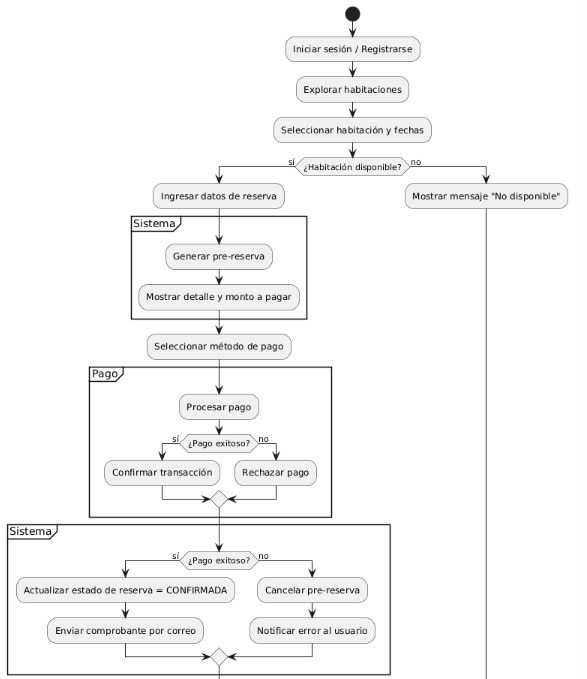 Iniciar sesión / Registrarse
Explorar habitaciones
Seleccionar habitación y fechas
sí
¿Habitación disponible?
no
Ingresar datos de reserva
Mostrar mensaje "No disponible"
Sistema
Generar pre-reserva
Mostrar detalle y monto a pagar
Seleccionar método de pago
Pago
Procesar pago
sí
¿Pago exitoso?
no
Confirmar transacción
Rechazar pago
Sistema
sí
¿Pago exitoso?
no
Actualizar estado de reserva = CONFIRMADA
Cancelar pre-reserva
Enviar comprobante por correo
Notificar error al usuario